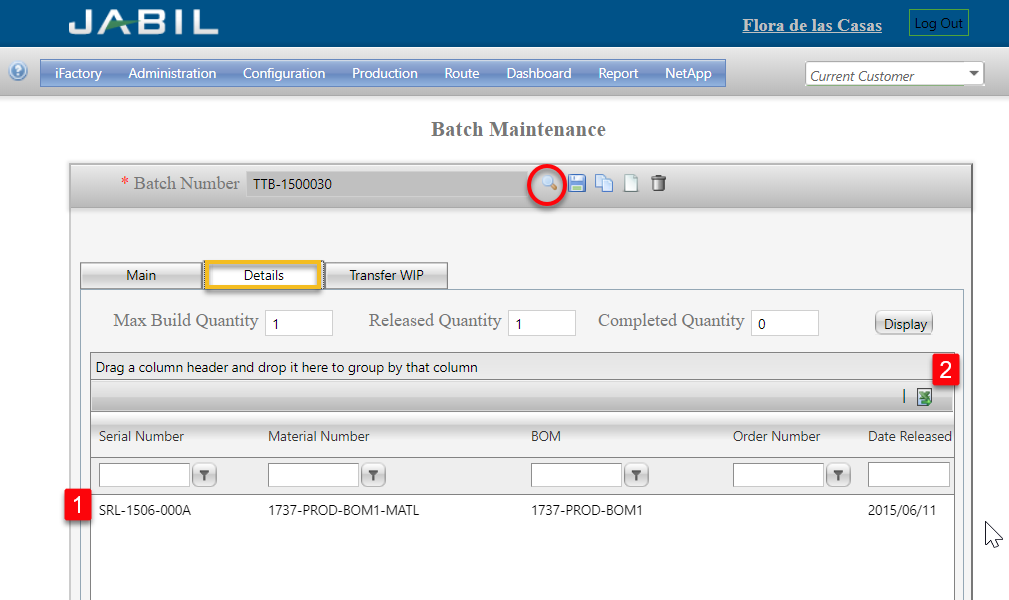 JABIL
Flora de las Casas
Log Out
?
iFactory Administration Configuration Production Route Dashboard Report NetApp
Current Customer
Batch Maintenance
* Batch Number TTB-1500030
Main Details Transfer WIP
Max Build Quantity 1 Released Quantity 1 Completed Quantity 0 Display
Drag a column header and drop it here to group by that column
2
Serial Number Material Number BOM Order Number Date Released
1
SRL-1506-000A 1737-PROD-BOM1-MATL 1737-PROD-BOM1 2015/06/11